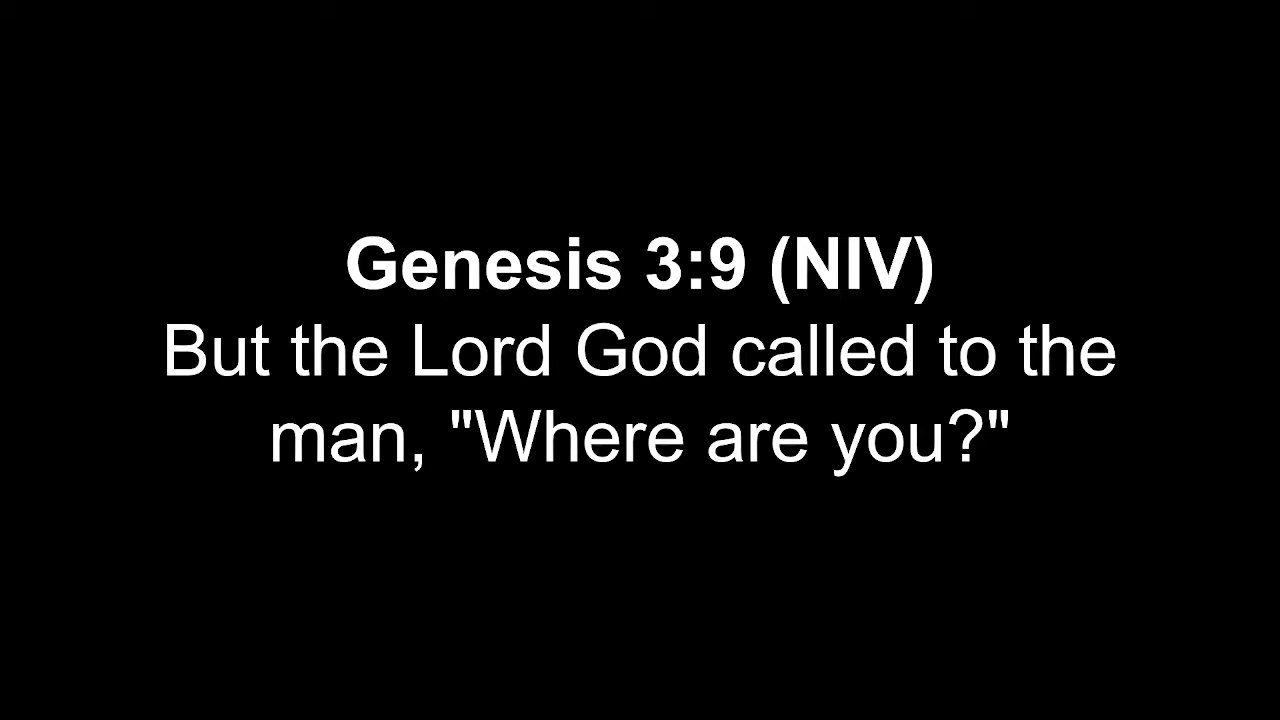 Genesis 3:9 (NIV)
But the Lord God called to the
man, "Where are you?"